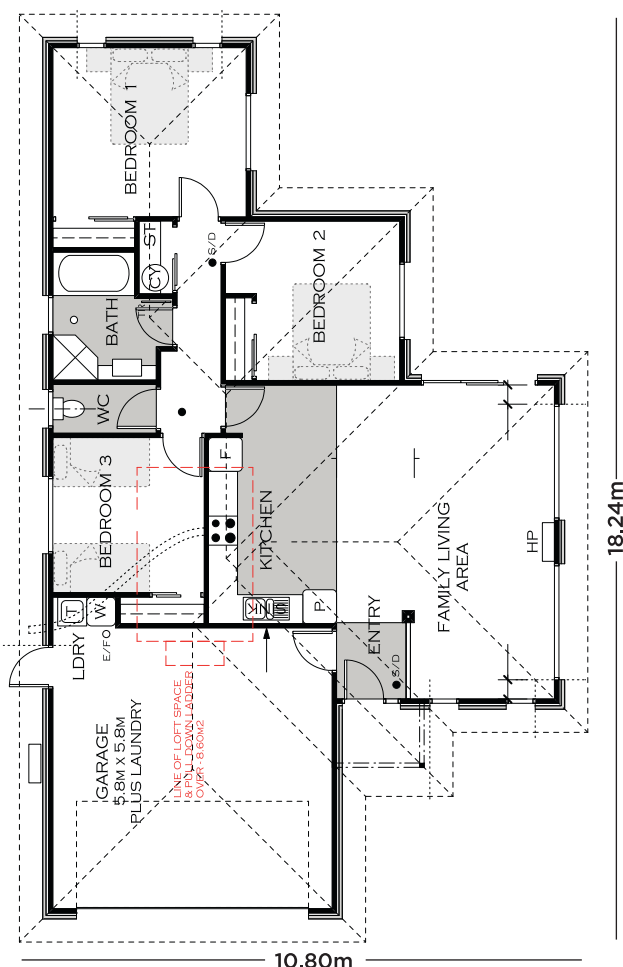 BEDROOM 1
ST
CY
S/D
BEDROOM 2
BATH
TR
WC
F
BEDROOM 3
KITCHEN
FAMILY LIVING
AREA
HP
18.24m
T
W
P
ENTRY
LDRY
E/FO
S/D
GARAGE
5.8M X 5.8M
PLUS LAUNDRY
LINE OF LOFT SPACE
& PULL DOWN LADDER
OVER - 8.60M2
10.80m